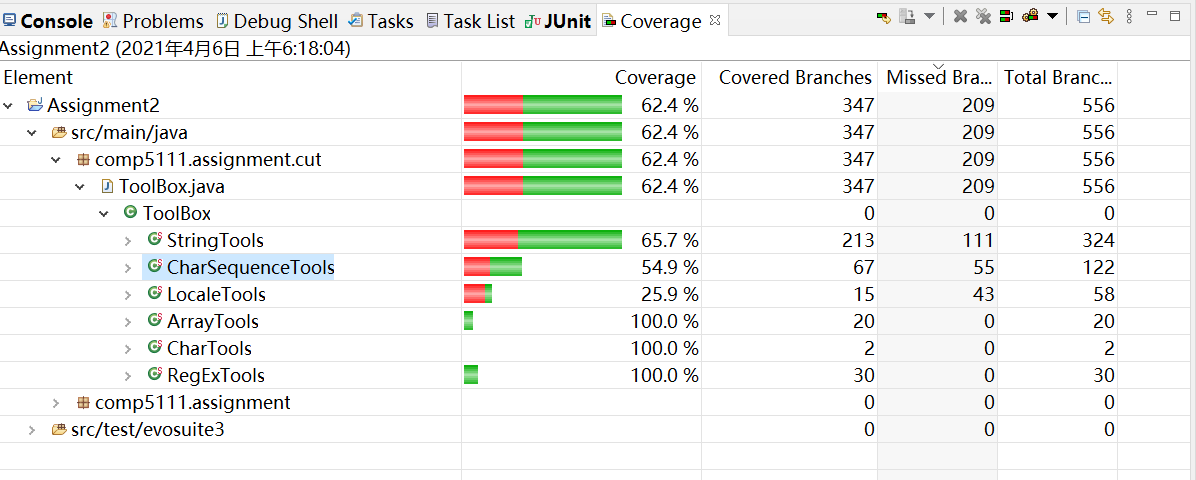 Console Problems Debug Shell Tasks Task List JUnit Coverage
Assignment2 (2021年4月6日 上午6:18:04)
Element Coverage Covered Branches Missed Bra... Total Branc...
Assignment2 62.4 % 347 209 556
src/main/java 62.4 % 347 209 556
comp5111.assignment.cut 62.4 % 347 209 556
ToolBox.java 62.4 % 347 209 556
ToolBox 0 0 0
StringTools 65.7 % 213 111 324
CharSequenceTools 54.9 % 67 55 122
LocaleTools 25.9 % 15 43 58
ArrayTools 100.0 % 20 0 20
CharTools 100.0 % 2 0 2
RegExTools 100.0 % 30 0 30
comp5111.assignment 0 0 0
src/test/evosuite3 0 0 0